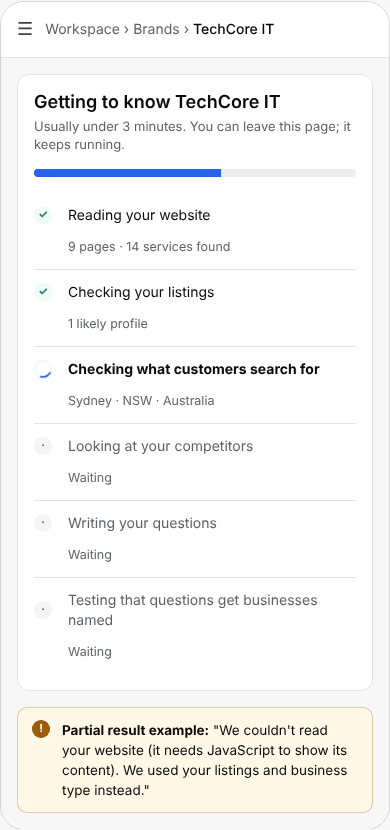 ☰ Workspace › Brands › TechCore IT
Getting to know TechCore IT
Usually under 3 minutes. You can leave this page; it
keeps running.
Reading your website
9 pages · 14 services found
Checking your listings
1 likely profile
Checking what customers search for
Sydney · NSW · Australia
Looking at your competitors
Waiting
Writing your questions
Waiting
Testing that questions get businesses
named
Waiting
! Partial result example: "We couldn't read
your website (it needs JavaScript to show its
content). We used your listings and business
type instead."